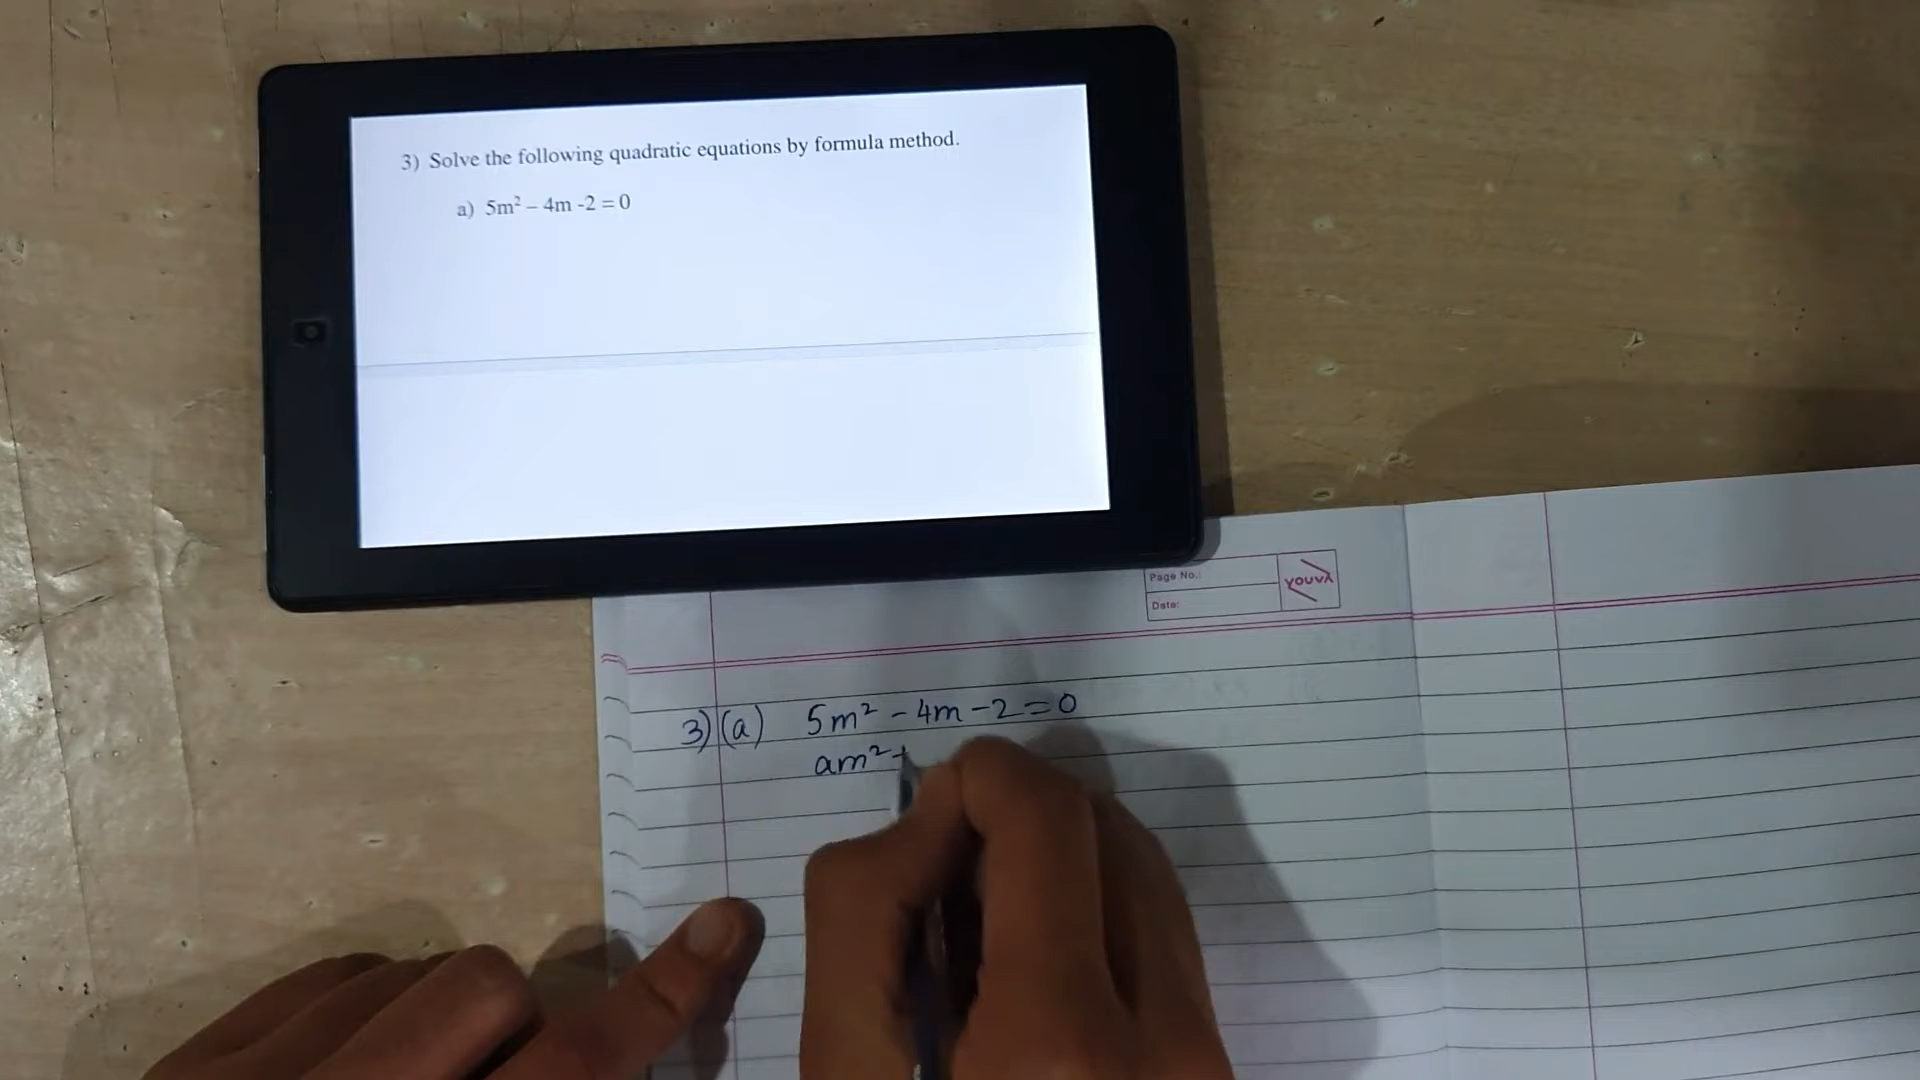 3) Solve the following quadratic equations by formula method.
a) 5m² – 4m -2 = 0
Page No.:
Date:
YOUVA
3) (a) 5m² - 4m - 2 = 0
am² +